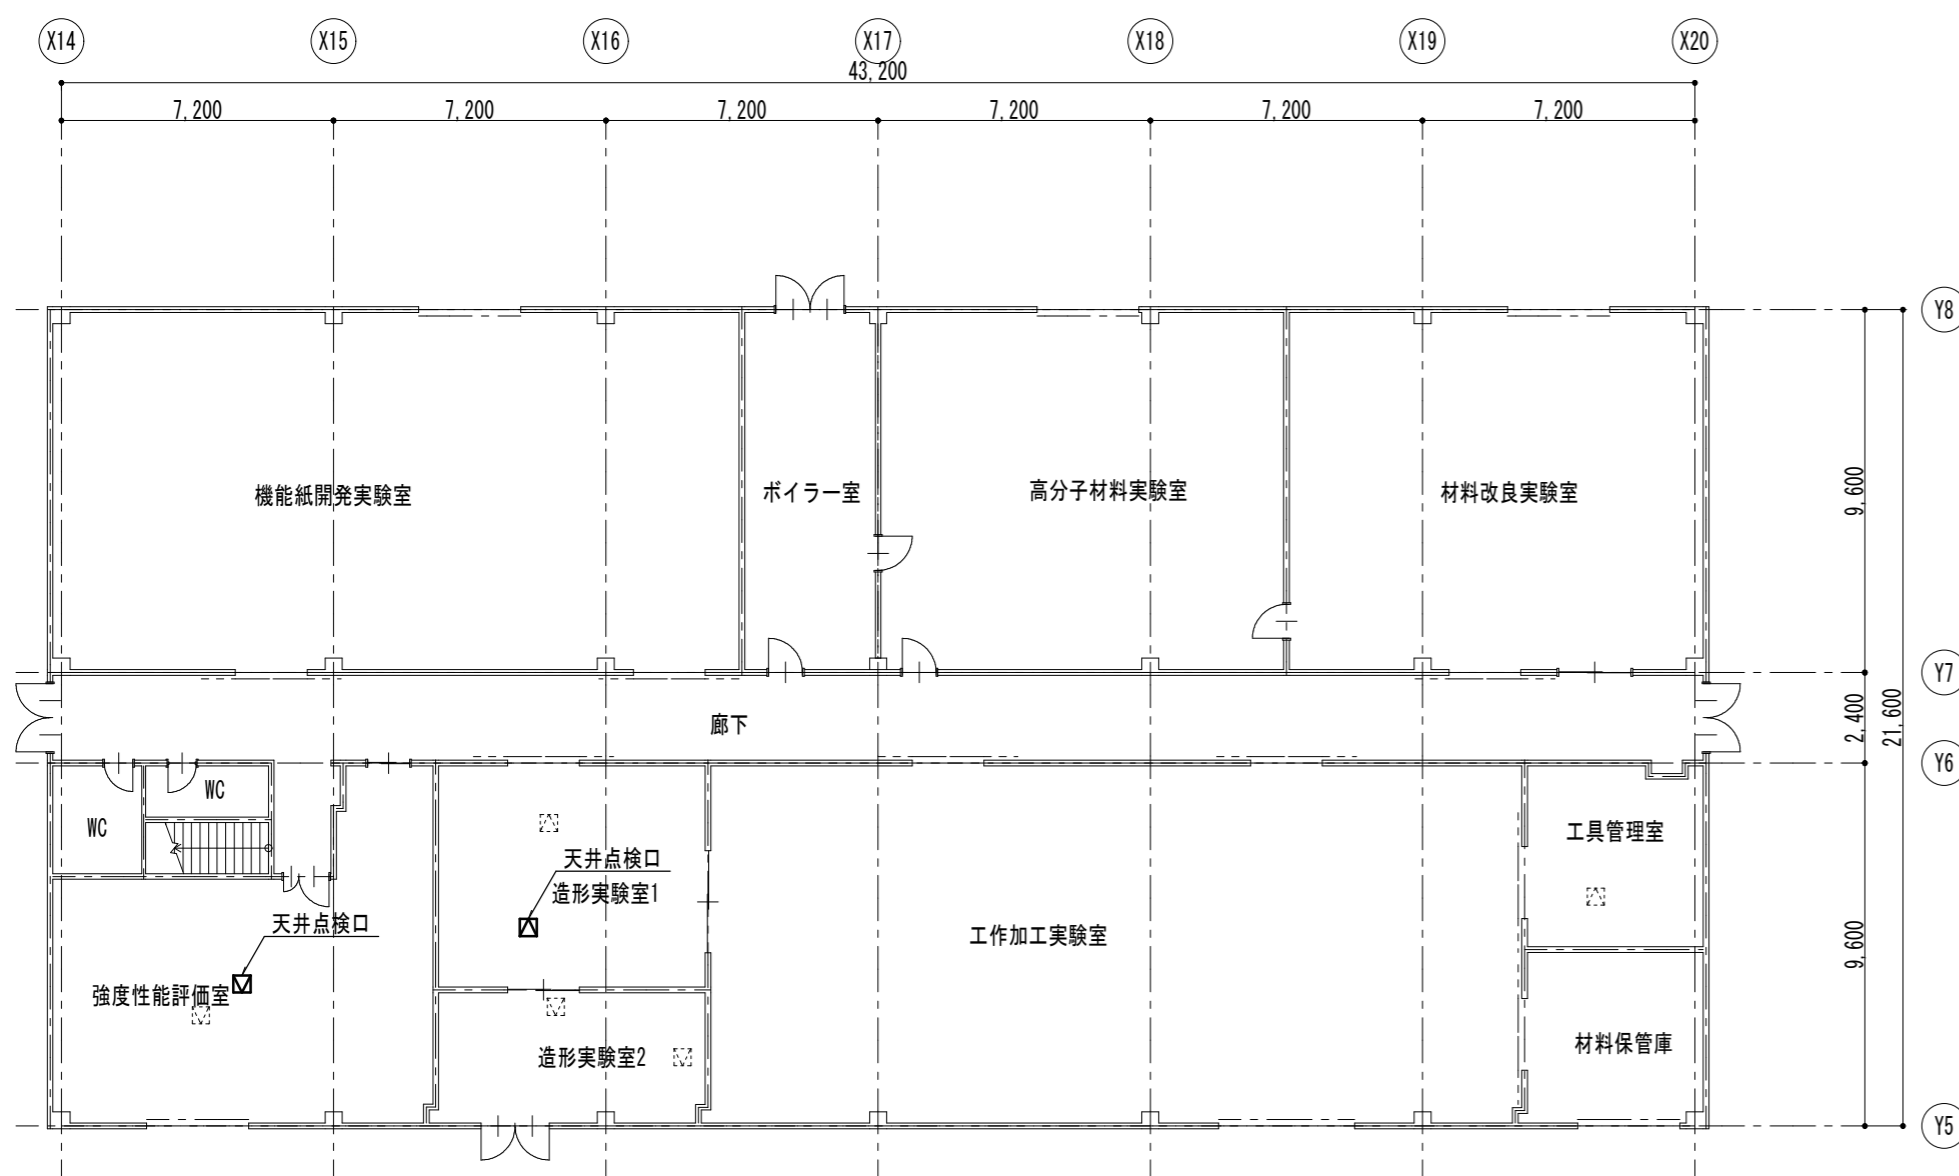 X14 X15 X16 X17 X18 X19 X20
43,200
7,200 7,200 7,200 7,200 7,200 7,200
Y8
機能紙開発実験室 ボイラー室 高分子材料実験室 材料改良実験室
9,600
Y7
廊下
2,400
21,600
Y6
WC
WC
工具管理室
天井点検口
造形実験室1
天井点検口
工作加工実験室
9,600
強度性能評価室
造形実験室2
材料保管庫
Y5